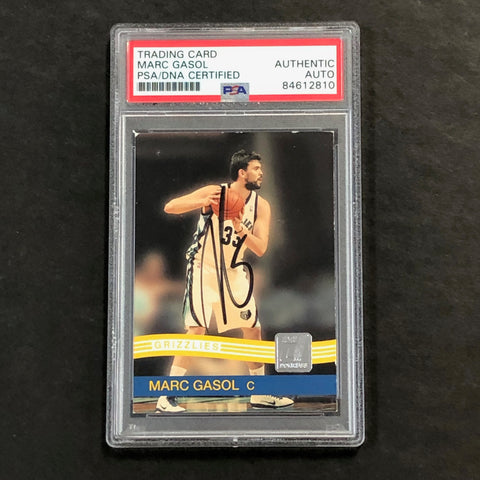 TRADING CARD
MARC GASOL
PSA/DNA CERTIFIED
AUTHENTIC
AUTO
84612810
PSA
33
GRIZZLIES
MARC GASOL C